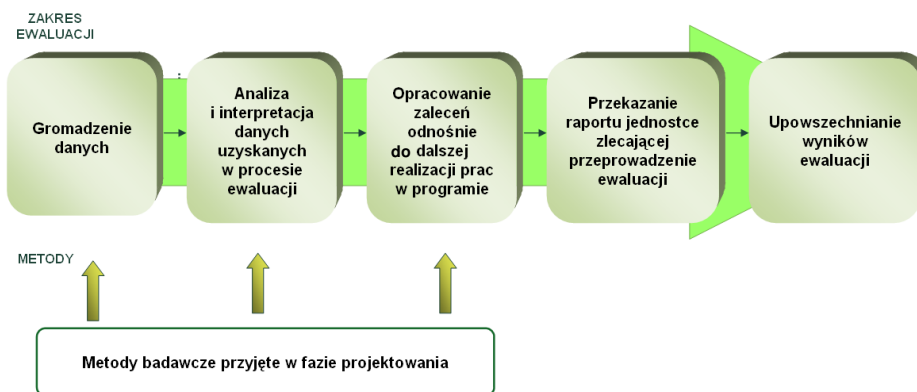 ZAKRES
EWALUACJI
Gromadzenie
danych
Analiza
i interpretacja
danych
uzyskanych
w procesie
ewaluacji
Opracowanie
zaleceń
odnośnie
do dalszej
realizacji prac
w programie
Przekazanie
raportu jednostce
zlecającej
przeprowadzenie
ewaluacji
Upowszechnianie
wyników
ewaluacji
METODY
Metody badawcze przyjęte w fazie projektowania